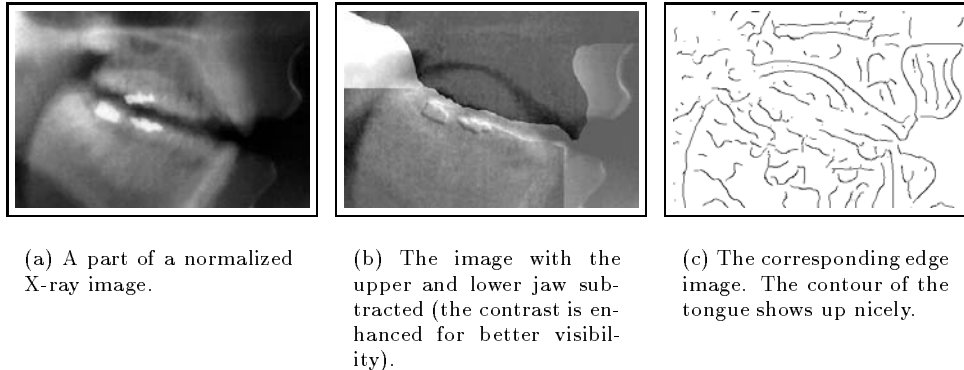 (a) A part of a normalized
X-ray image.
(b) The image with the
upper and lower jaw sub-
tracted (the contrast is en-
hanced for better visibil-
ity).
(c) The corresponding edge
image. The contour of the
tongue shows up nicely.